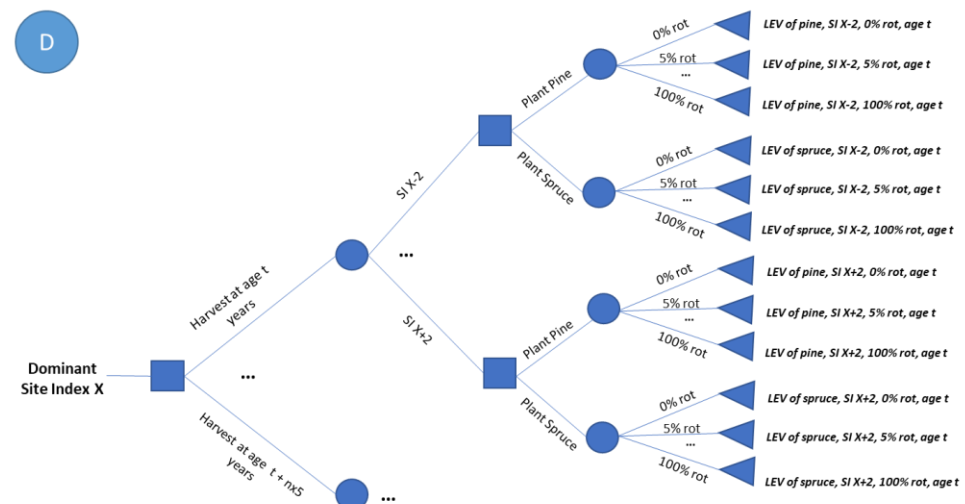 D
0% rot
LEV of pine, SI X-2, 0% rot, age t
Plant Pine
5% rot
...
LEV of pine, SI X-2, 5% rot, age t
100% rot
LEV of pine, SI X-2, 100% rot, age t
SI X-2
Plant Spruce
0% rot
LEV of spruce, SI X-2, 0% rot, age t
5% rot
...
LEV of spruce, SI X-2, 5% rot, age t
100% rot
LEV of spruce, SI X-2, 100% rot, age t
Harvest at age t
years
...
Dominant
Site Index X
...
SI X+2
Plant Pine
0% rot
LEV of pine, SI X+2, 0% rot, age t
5% rot
...
LEV of pine, SI X+2, 5% rot, age t
100% rot
LEV of pine, SI X+2, 100% rot, age t
Plant Spruce
0% rot
LEV of spruce, SI X+2, 0% rot, age t
5% rot
...
LEV of spruce, SI X+2, 5% rot, age t
100% rot
LEV of spruce, SI X+2, 100% rot, age t
Harvest at age t + nx5
years
...